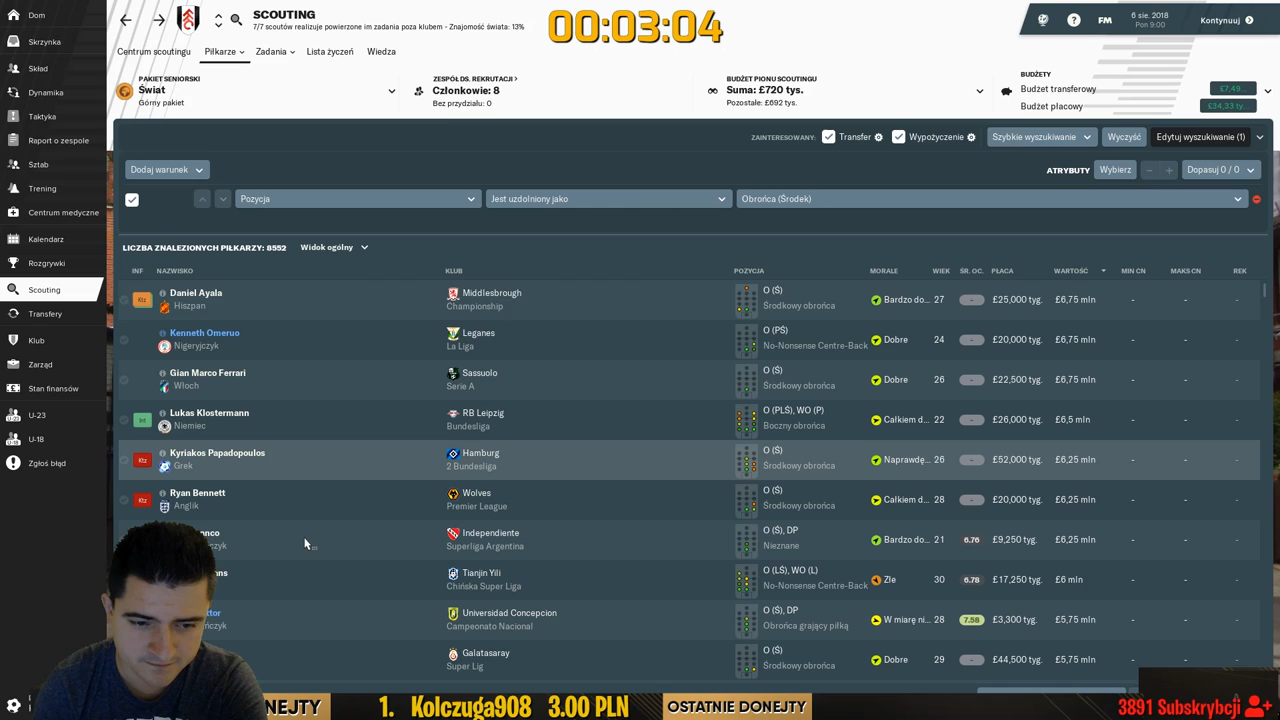 Dom
SCOUTING
7/7 scoutów realizuje powierzone im zadania poza klubem - Znajomość świata: 13%
00:03:04
FM
6 sie. 2018
Pon 9:00
Kontynuuj
Skrzynka
Skład
Dynamika
Taktyka
Raport o zespole
Sztab
Trening
Centrum medyczne
Kalendarz
Rozgrywki
Scouting
Transfery
Klub
Zarząd
Stan finansów
U-23
U-18
Zgłoś błąd
Centrum scoutingu
Piłkarze
Zadania
Lista życzeń
Wiedza
PAKIET SENIORSKI
Świat
Górny pakiet
ZESPÓŁ DS. REKRUTACJI >
Członkowie: 8
Bez przydziału: 0
BUDŻET PIONU SCOUTINGU
Suma: £720 tys.
Pozostałe: £692 tys.
BUDŻETY
Budżet transferowy
£7,49...
Budżet płacowy
£34,33 ty...
ZAINTERESOWANY:
Transfer
Wypożyczenie
Szybkie wyszukiwanie
Wyczyść
Edytuj wyszukiwanie (1)
Dodaj warunek
ATRYBUTY
Wybierz
Dopasuj 0 / 0
Pozycja
Jest uzdolniony jako
Obrońca (Środek)
LICZBA ZNALEZIONYCH PIŁKARZY: 8552
Widok ogólny
INF NAZWISKO KLUB POZYCJA MORALE WIEK ŚR. OC. PŁACA WARTOŚĆ MIN CN MAKS CN REK
Ktz Daniel Ayala Middlesbrough O (Ś) Bardzo do... 27 - £25,000 tyg. £6,75 mln - - -
Hiszpan Championship Środkowy obrońca
Kenneth Omeruo Leganes O (PŚ) Dobre 24 - £20,000 tyg. £6,75 mln - - -
Nigeryjczyk La Liga No-Nonsense Centre-Back
Gian Marco Ferrari Sassuolo O (Ś) Dobre 26 - £22,500 tyg. £6,75 mln - - -
Włoch Serie A Środkowy obrońca
Lukas Klostermann RB Leipzig O (PLŚ), WO (P) Całkiem d... 22 - £26,000 tyg. £6,5 mln - - -
Niemiec Bundesliga Boczny obrońca
Ktz Kyriakos Papadopoulos Hamburg O (Ś) Naprawdę... 26 - £52,000 tyg. £6,25 mln - - -
Grek 2 Bundesliga Środkowy obrońca
Ktz Ryan Bennett Wolves O (Ś) Całkiem d... 28 - £20,000 tyg. £6,25 mln - - -
Anglik Premier League Środkowy obrońca
Independiente O (Ś), DP Bardzo do... 21 6.76 £9,250 tyg. £6,25 mln - - -
Superliga Argentina Nieznane
Tianjin Yili O (LŚ), WO (L) Złe 30 6.78 £17,250 tyg. £6 mln - - -
Chińska Super Liga No-Nonsense Centre-Back
Universidad Concepcion O (Ś), DP W miarę ni... 28 7.58 £3,300 tyg. £5,75 mln - - -
Campeonato Nacional Obrońca grający piłką
Galatasaray O (Ś) Dobre 29 - £44,500 tyg. £5,75 mln - - -
Super Lig Środkowy obrońca
1. Kolczuga908 3.00 PLN
OSTATNIE DONEJTY
3891 Subskrybcji